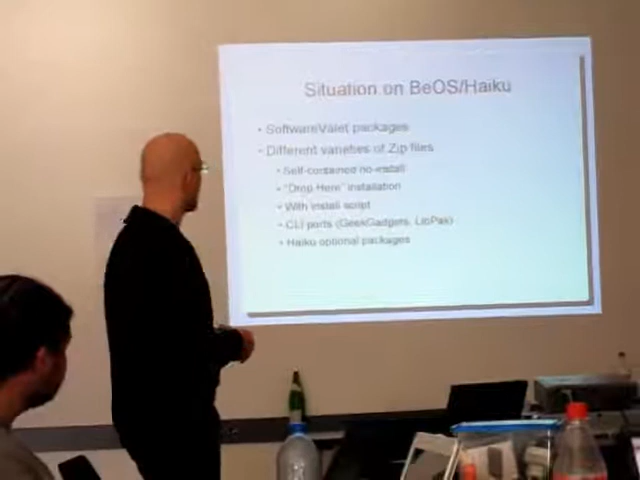 Situation on BeOS/Haiku
• SoftwareValet packages
• Different varieties of Zip files
• Self-contained no-install
• "Drop Here" installation
• With install script
• CLI ports (GeekGadgets, LibPak)
• Haiku optional packages